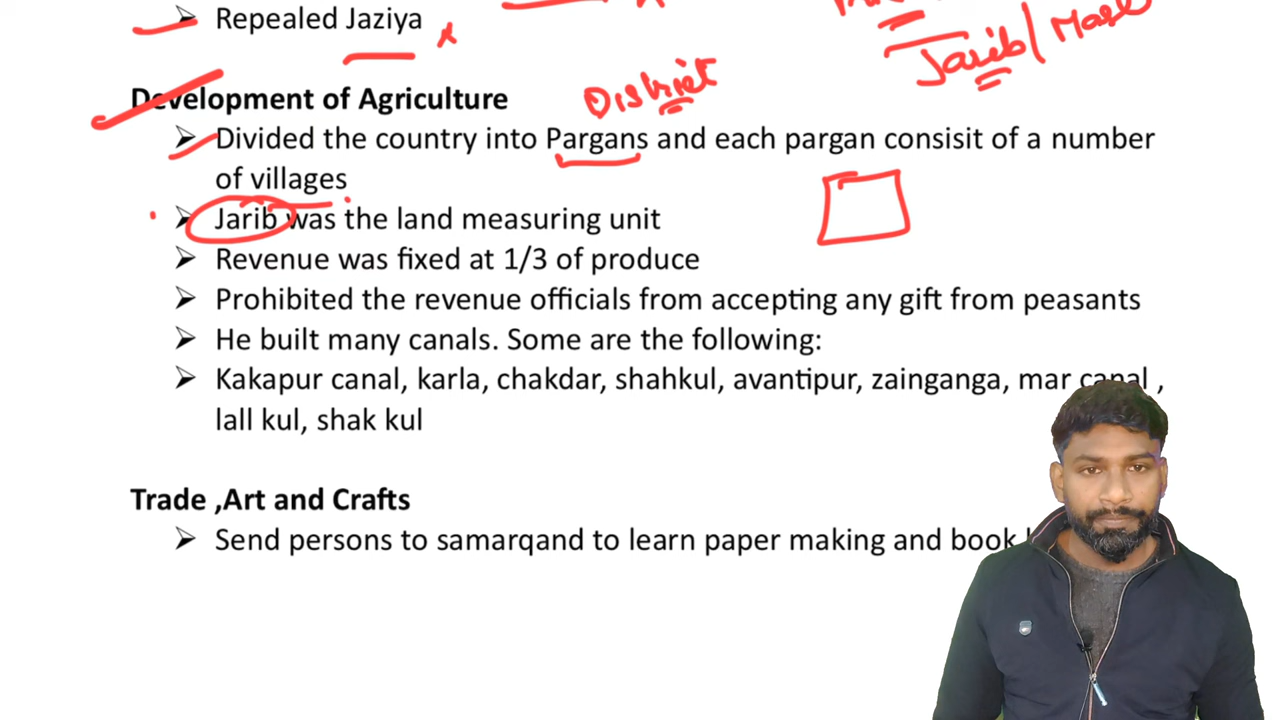 ➢ Repealed Jaziya
Jarib/
Development of Agriculture
District
➢ Divided the country into Pargans and each pargan consisit of a number
of villages
➢ Jarib was the land measuring unit
➢ Revenue was fixed at 1/3 of produce
➢ Prohibited the revenue officials from accepting any gift from peasants
➢ He built many canals. Some are the following:
➢ Kakapur canal, karla, chakdar, shahkul, avantipur, zainganga, mar canal ,
lall kul, shak kul
Trade ,Art and Crafts
➢ Send persons to samarqand to learn paper making and book